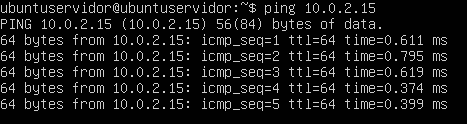 ubuntuservidor@ubuntuservidor:~$ ping 10.0.2.15
PING 10.0.2.15 (10.0.2.15) 56(84) bytes of data.
64 bytes from 10.0.2.15: icmp_seq=1 ttl=64 time=0.611 ms
64 bytes from 10.0.2.15: icmp_seq=2 ttl=64 time=0.795 ms
64 bytes from 10.0.2.15: icmp_seq=3 ttl=64 time=0.619 ms
64 bytes from 10.0.2.15: icmp_seq=4 ttl=64 time=0.374 ms
64 bytes from 10.0.2.15: icmp_seq=5 ttl=64 time=0.399 ms